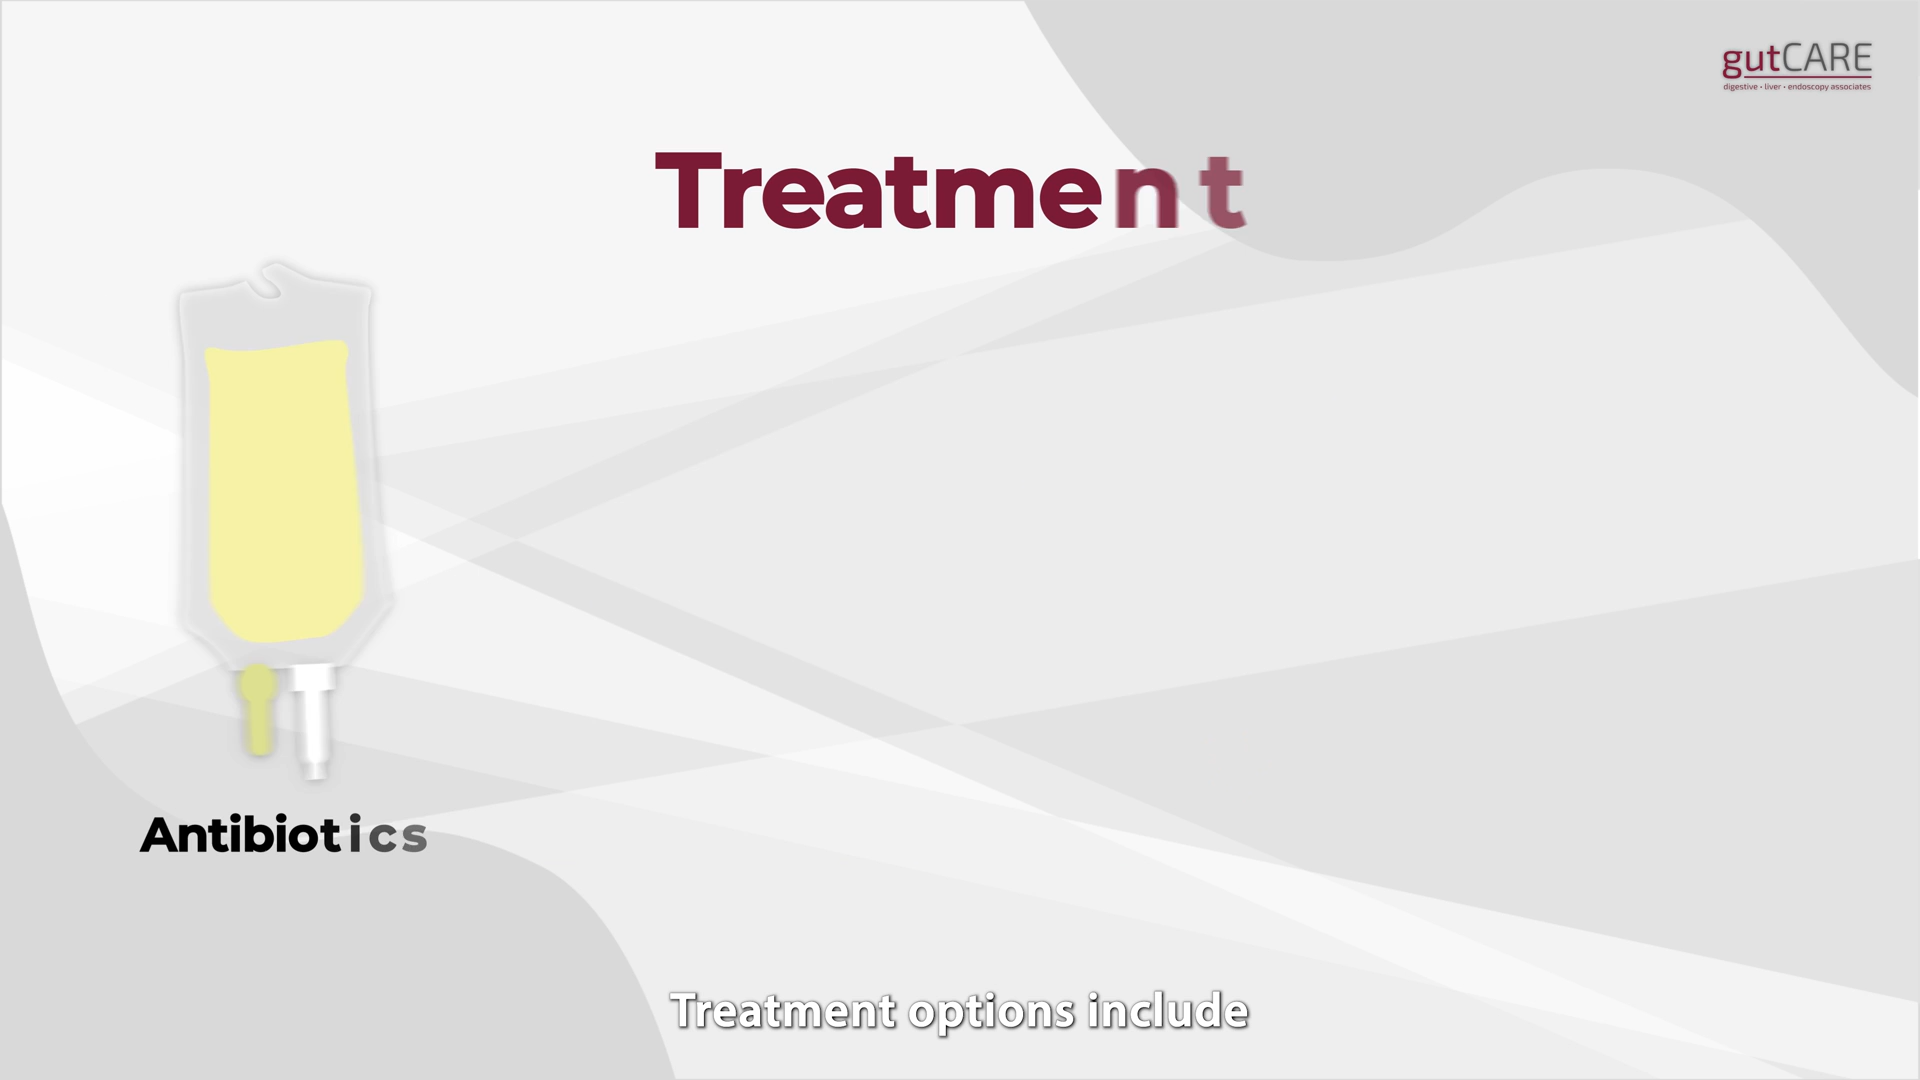 gutCARE
digestive • liver • endoscopy associates
Treatment
Antibiotics
Treatment options include